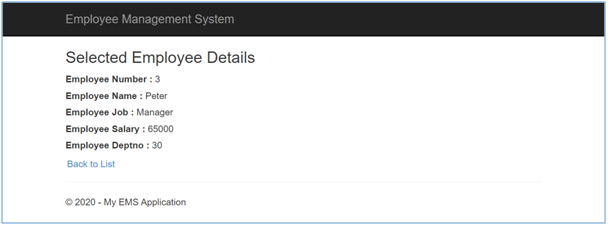 Employee Management System
Selected Employee Details
Employee Number : 3
Employee Name : Peter
Employee Job : Manager
Employee Salary : 65000
Employee Deptno : 30
Back to List
© 2020 - My EMS Application